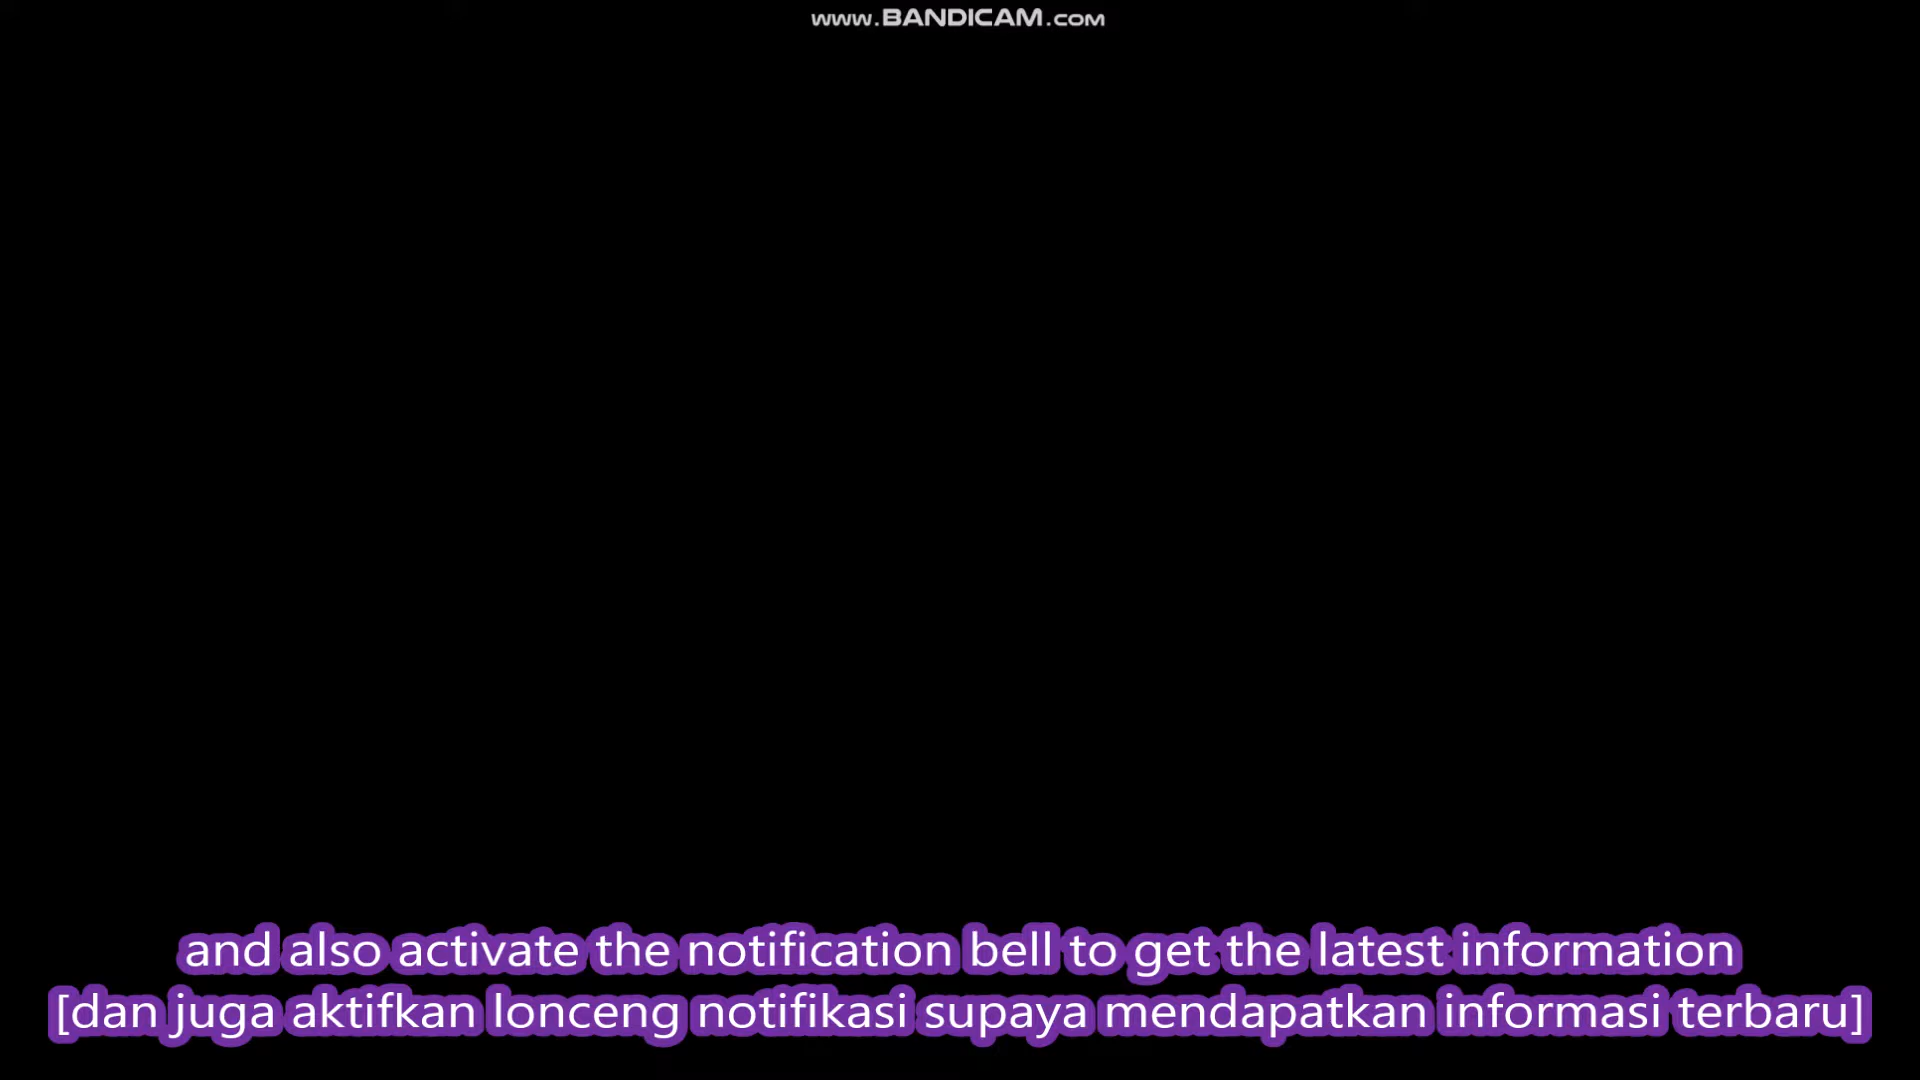 www.BANDICAM.com
and also activate the notification bell to get the latest information
[dan juga aktifkan lonceng notifikasi supaya mendapatkan informasi terbaru]